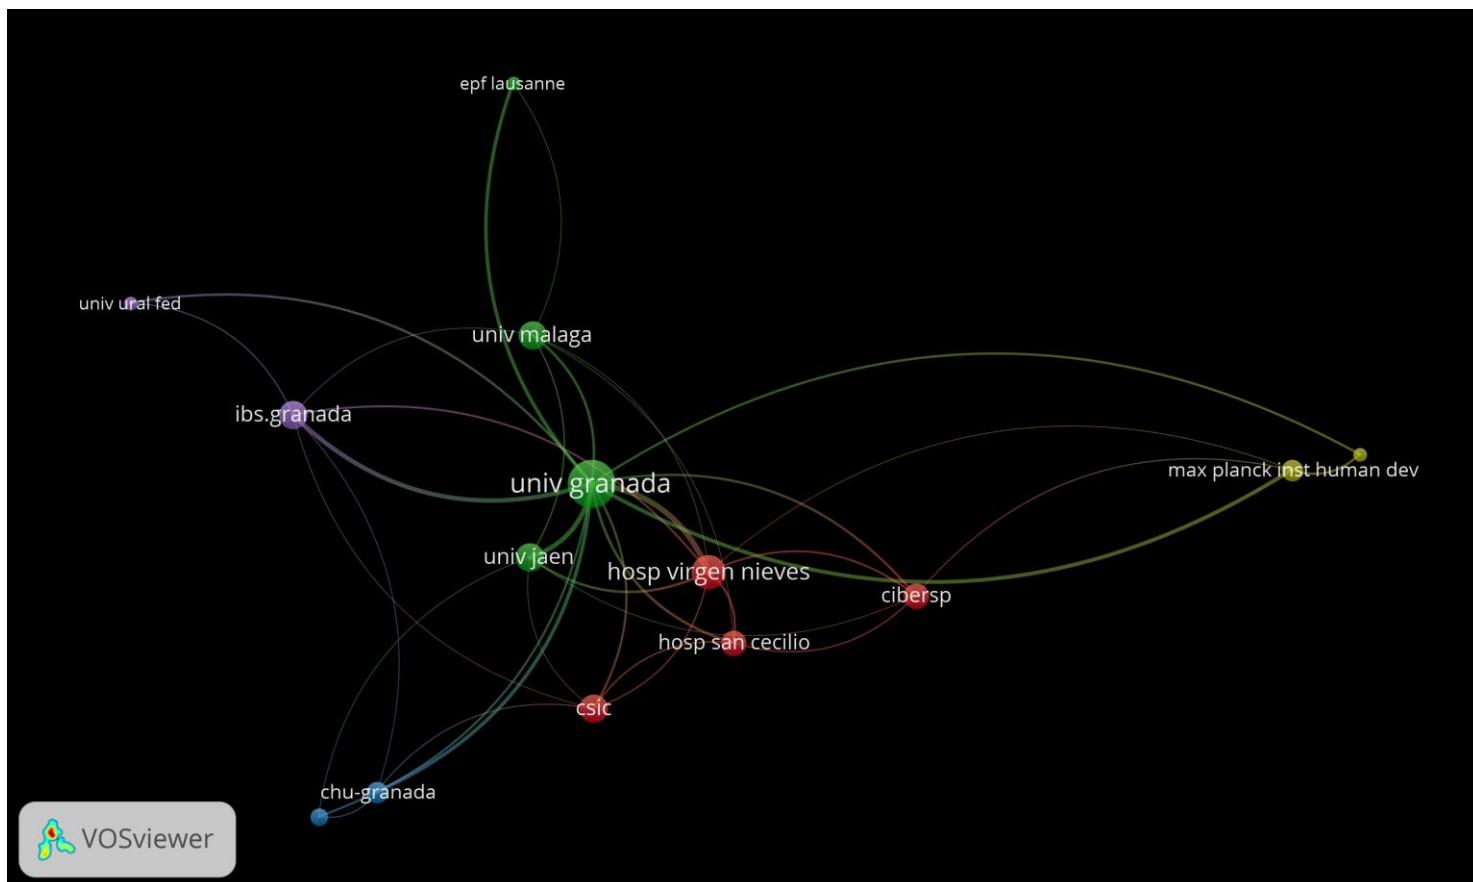 epf lausanne
univ ural fed
univ malaga
ibs.granada
max planck inst human dev
univ granada
univ jaen
hosp virgen nieves
cibersp
hosp san cecilio
csic
chu-granada
VOSviewer